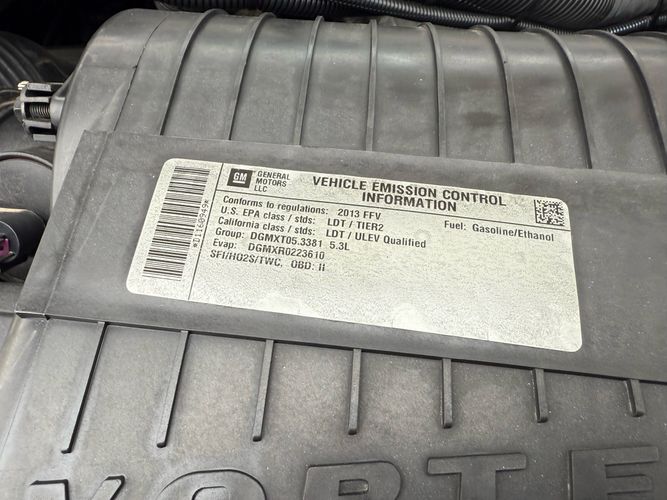 GM
GENERAL
MOTORS
LLC
VEHICLE EMISSION CONTROL
INFORMATION
Conforms to regulations: 2013 FFV
Fuel: Gasoline/Ethanol
U.S. EPA class / stds: LDT / TIER2
California class / stds: LDT / ULEV Qualified
Group: DGMXT05.3381 5.3L
Evap: DGMXR0223610
SFI/HO2S/TWC, OBD: II
VORTE